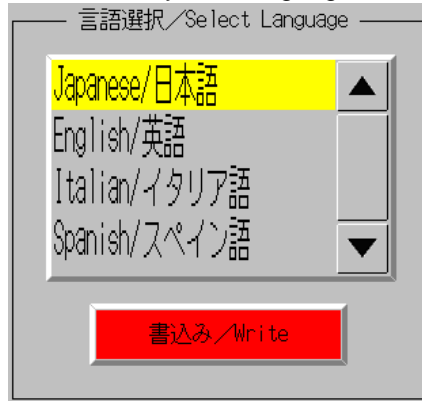 言語選択／Select Language
Japanese/日本語
English/英語
Italian/イタリア語
Spanish/スペイン語
書込み／Write